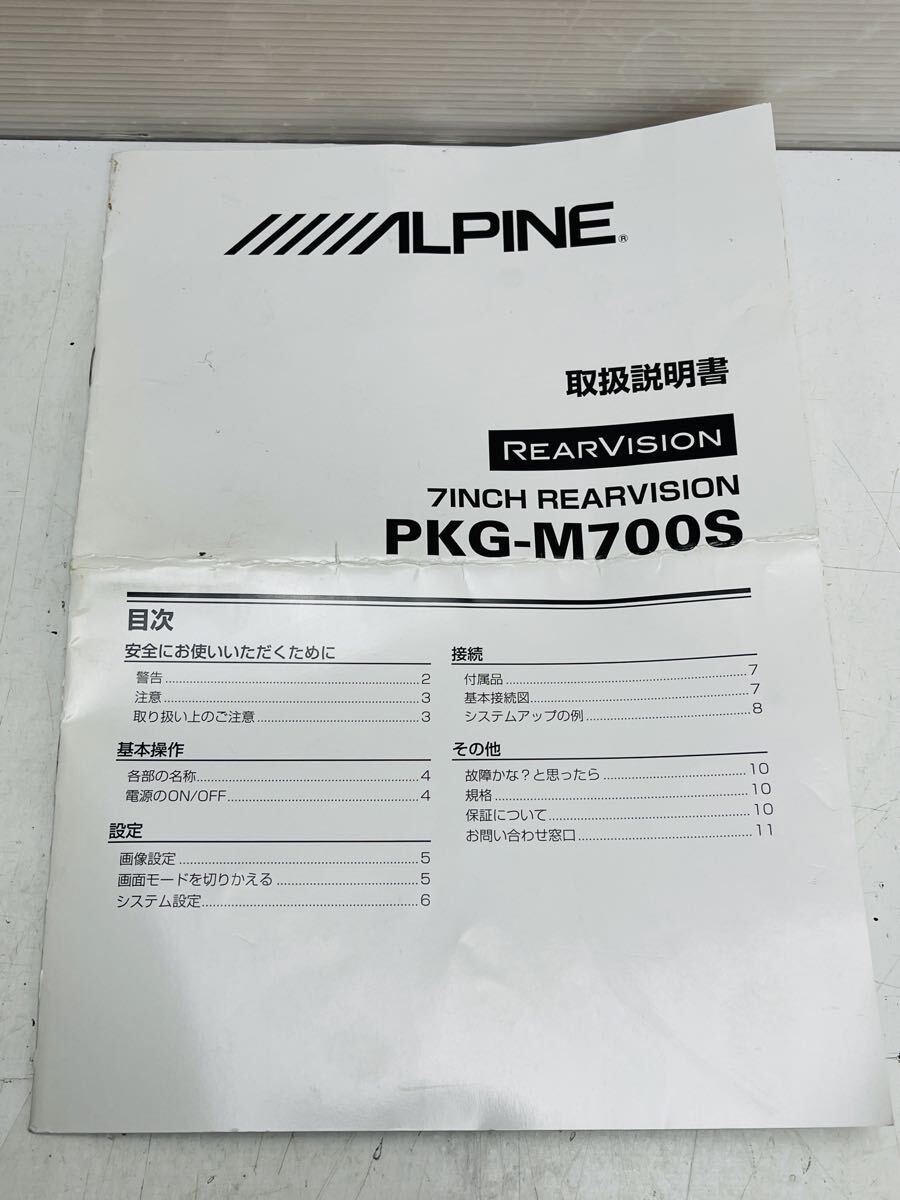 ALPINE®
取扱説明書
REARVISION
7INCH REARVISION
PKG-M700S
目次
安全にお使いいただくために
警告 2
注意 3
取り扱い上のご注意 3
基本操作
各部の名称 4
電源のON/OFF 4
設定
画像設定 5
画面モードを切りかえる 5
システム設定 6
接続
付属品 7
基本接続図 7
システムアップの例 8
その他
故障かな?と思ったら 10
規格 10
保証について 10
お問い合わせ窓口 11